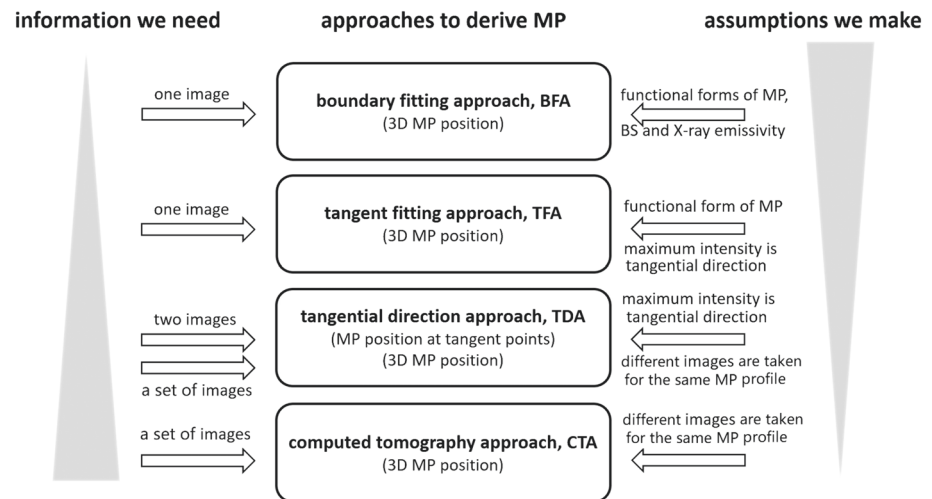 information we need
approaches to derive MP
assumptions we make
one image
boundary fitting approach, BFA
(3D MP position)
functional forms of MP,
BS and X-ray emissivity
one image
tangent fitting approach, TFA
(3D MP position)
functional form of MP
maximum intensity is
tangential direction
two images
a set of images
tangential direction approach, TDA
(MP position at tangent points)
(3D MP position)
maximum intensity is
tangential direction
different images are taken
for the same MP profile
a set of images
computed tomography approach, CTA
(3D MP position)
different images are taken
for the same MP profile